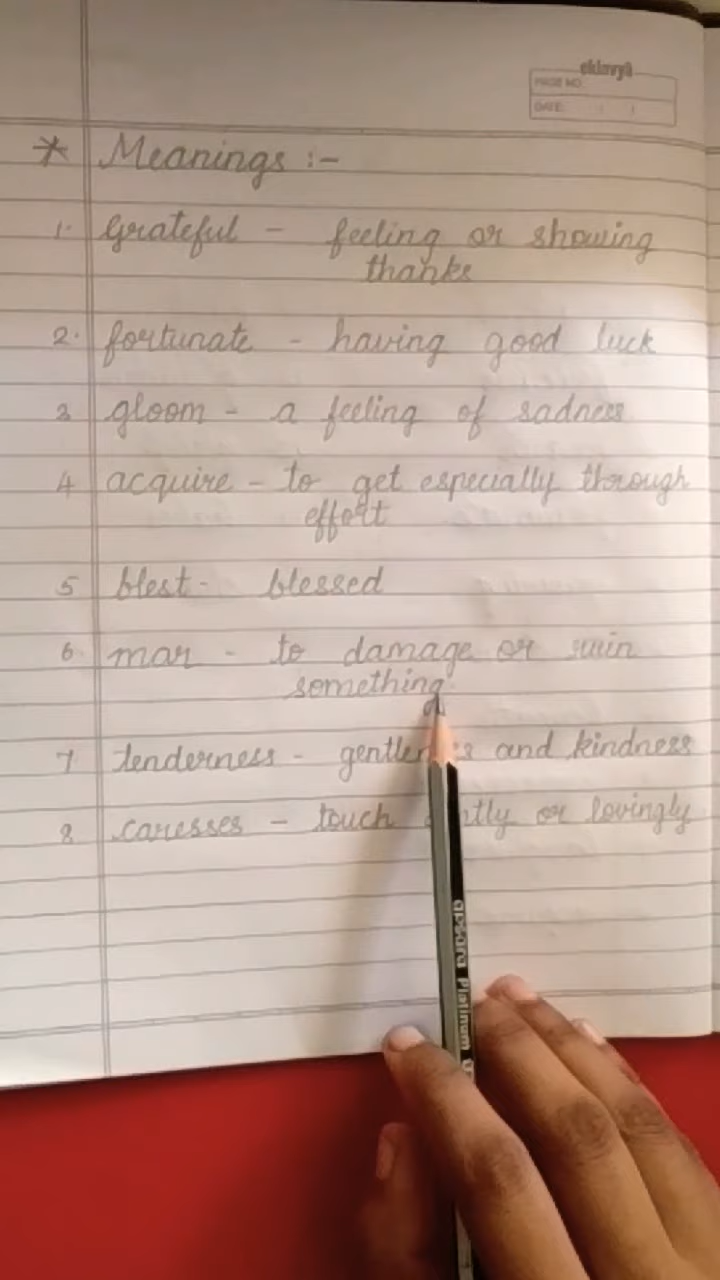 eklavya
PAGE NO.
DATE: / /
* Meanings :-
1. Grateful - feeling or showing
thanks
2. fortunate - having good luck
3 gloom - a feeling of sadness
4 acquire - to get especially through
effort
5 blest - blessed
6. mar - to damage or ruin
something
7 tenderness - and kindness
8 caresses - touch or lovingly
apsara Platinum